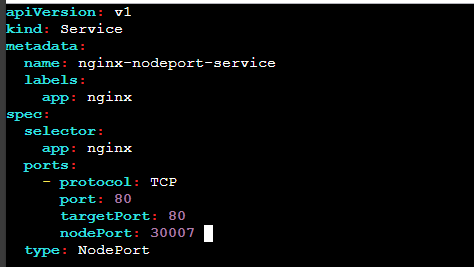 apiVersion: v1
kind: Service
metadata:
  name: nginx-nodeport-service
  labels:
    app: nginx
spec:
  selector:
    app: nginx
  ports:
    - protocol: TCP
      port: 80
      targetPort: 80
      nodePort: 30007
  type: NodePort